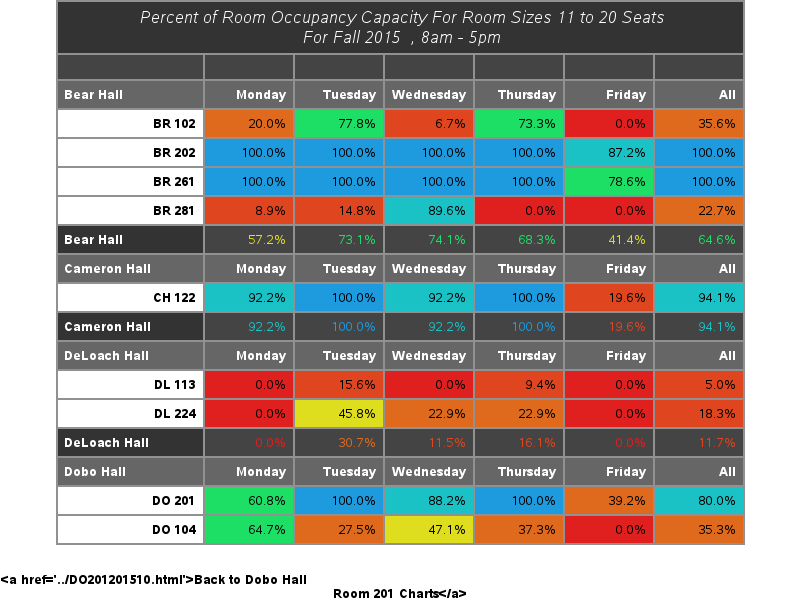 Percent of Room Occupancy Capacity For Room Sizes 11 to 20 Seats
For Fall 2015 , 8am - 5pm
Bear Hall Monday Tuesday Wednesday Thursday Friday All
BR 102 20.0% 77.8% 6.7% 73.3% 0.0% 35.6%
BR 202 100.0% 100.0% 100.0% 100.0% 87.2% 100.0%
BR 261 100.0% 100.0% 100.0% 100.0% 78.6% 100.0%
BR 281 8.9% 14.8% 89.6% 0.0% 0.0% 22.7%
Bear Hall 57.2% 73.1% 74.1% 68.3% 41.4% 64.6%
Cameron Hall Monday Tuesday Wednesday Thursday Friday All
CH 122 92.2% 100.0% 92.2% 100.0% 19.6% 94.1%
Cameron Hall 92.2% 100.0% 92.2% 100.0% 19.6% 94.1%
DeLoach Hall Monday Tuesday Wednesday Thursday Friday All
DL 113 0.0% 15.6% 0.0% 9.4% 0.0% 5.0%
DL 224 0.0% 45.8% 22.9% 22.9% 0.0% 18.3%
DeLoach Hall 0.0% 30.7% 11.5% 16.1% 0.0% 11.7%
Dobo Hall Monday Tuesday Wednesday Thursday Friday All
DO 201 60.8% 100.0% 88.2% 100.0% 39.2% 80.0%
DO 104 64.7% 27.5% 47.1% 37.3% 0.0% 35.3%
&lt;a href='../DO201201510.html'&gt;Back to Dobo Hall
Room 201 Charts&lt;/a&gt;